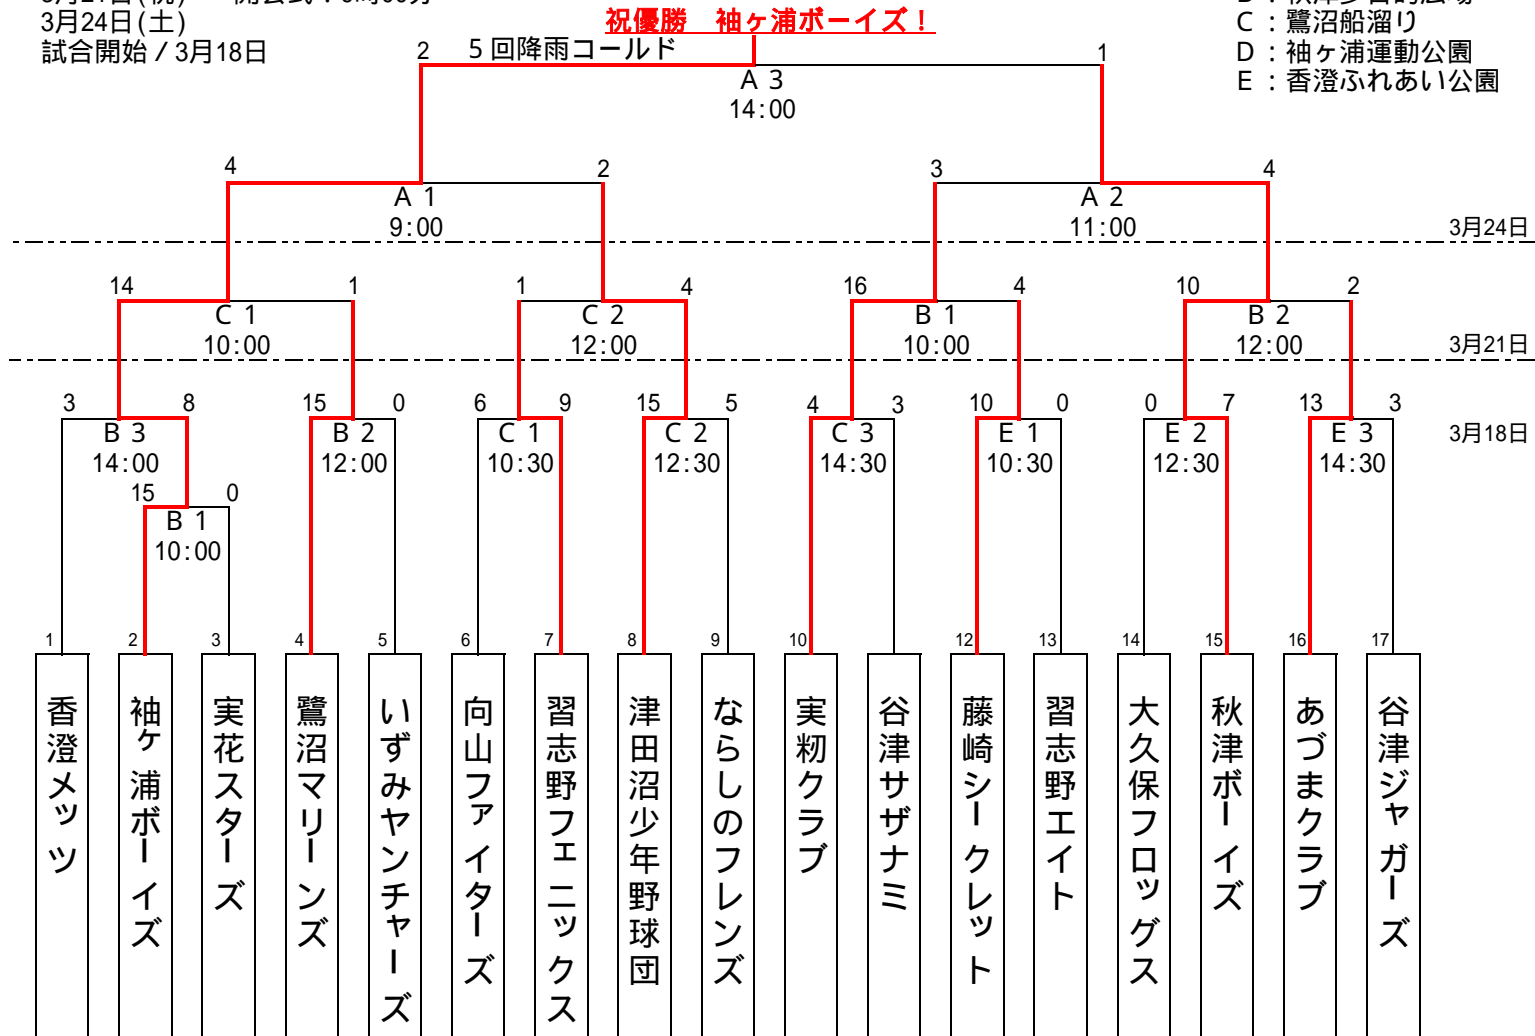 祝優勝　袖ヶ浦ボーイズ！
3月24日(土)
試合開始 / 3月18日
C ：鷺沼船溜り
D ：袖ヶ浦運動公園
E ：香澄ふれあい公園
2　５回降雨コールド　1
A 3
14:00
4　2　3　4
A 1　A 2
9:00　11:00
3月24日
14　1　1　4　16　4　10　2
C 1　C 2　B 1　B 2
10:00　12:00　10:00　12:00
3月21日
3　8　15　0　6　9　15　5　4　3　10　0　0　7　13　3
B 3　B 2　C 1　C 2　C 3　E 1　E 2　E 3
3月18日
14:00　12:00　10:30　12:30　14:30　10:30　12:30　14:30
15　0
B 1
10:00
1　2　3　4　5　6　7　8　9　10　12　13　14　15　16　17
香澄メッツ
袖ヶ浦ボーイズ
実花スターズ
鷺沼マリーンズ
いずみヤンチャーズ
向山ファイターズ
習志野フェニックス
津田沼少年野球団
ならしのフレンズ
実籾クラブ
谷津サザナミ
藤崎シークレット
習志野エイト
大久保フロッグス
秋津ボーイズ
あづまクラブ
谷津ジャガーズ